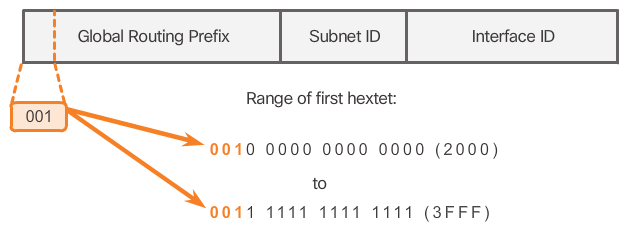 Global Routing Prefix Subnet ID Interface ID
001
Range of first hextet:
0010 0000 0000 0000 (2000)
to
0011 1111 1111 1111 (3FFF)